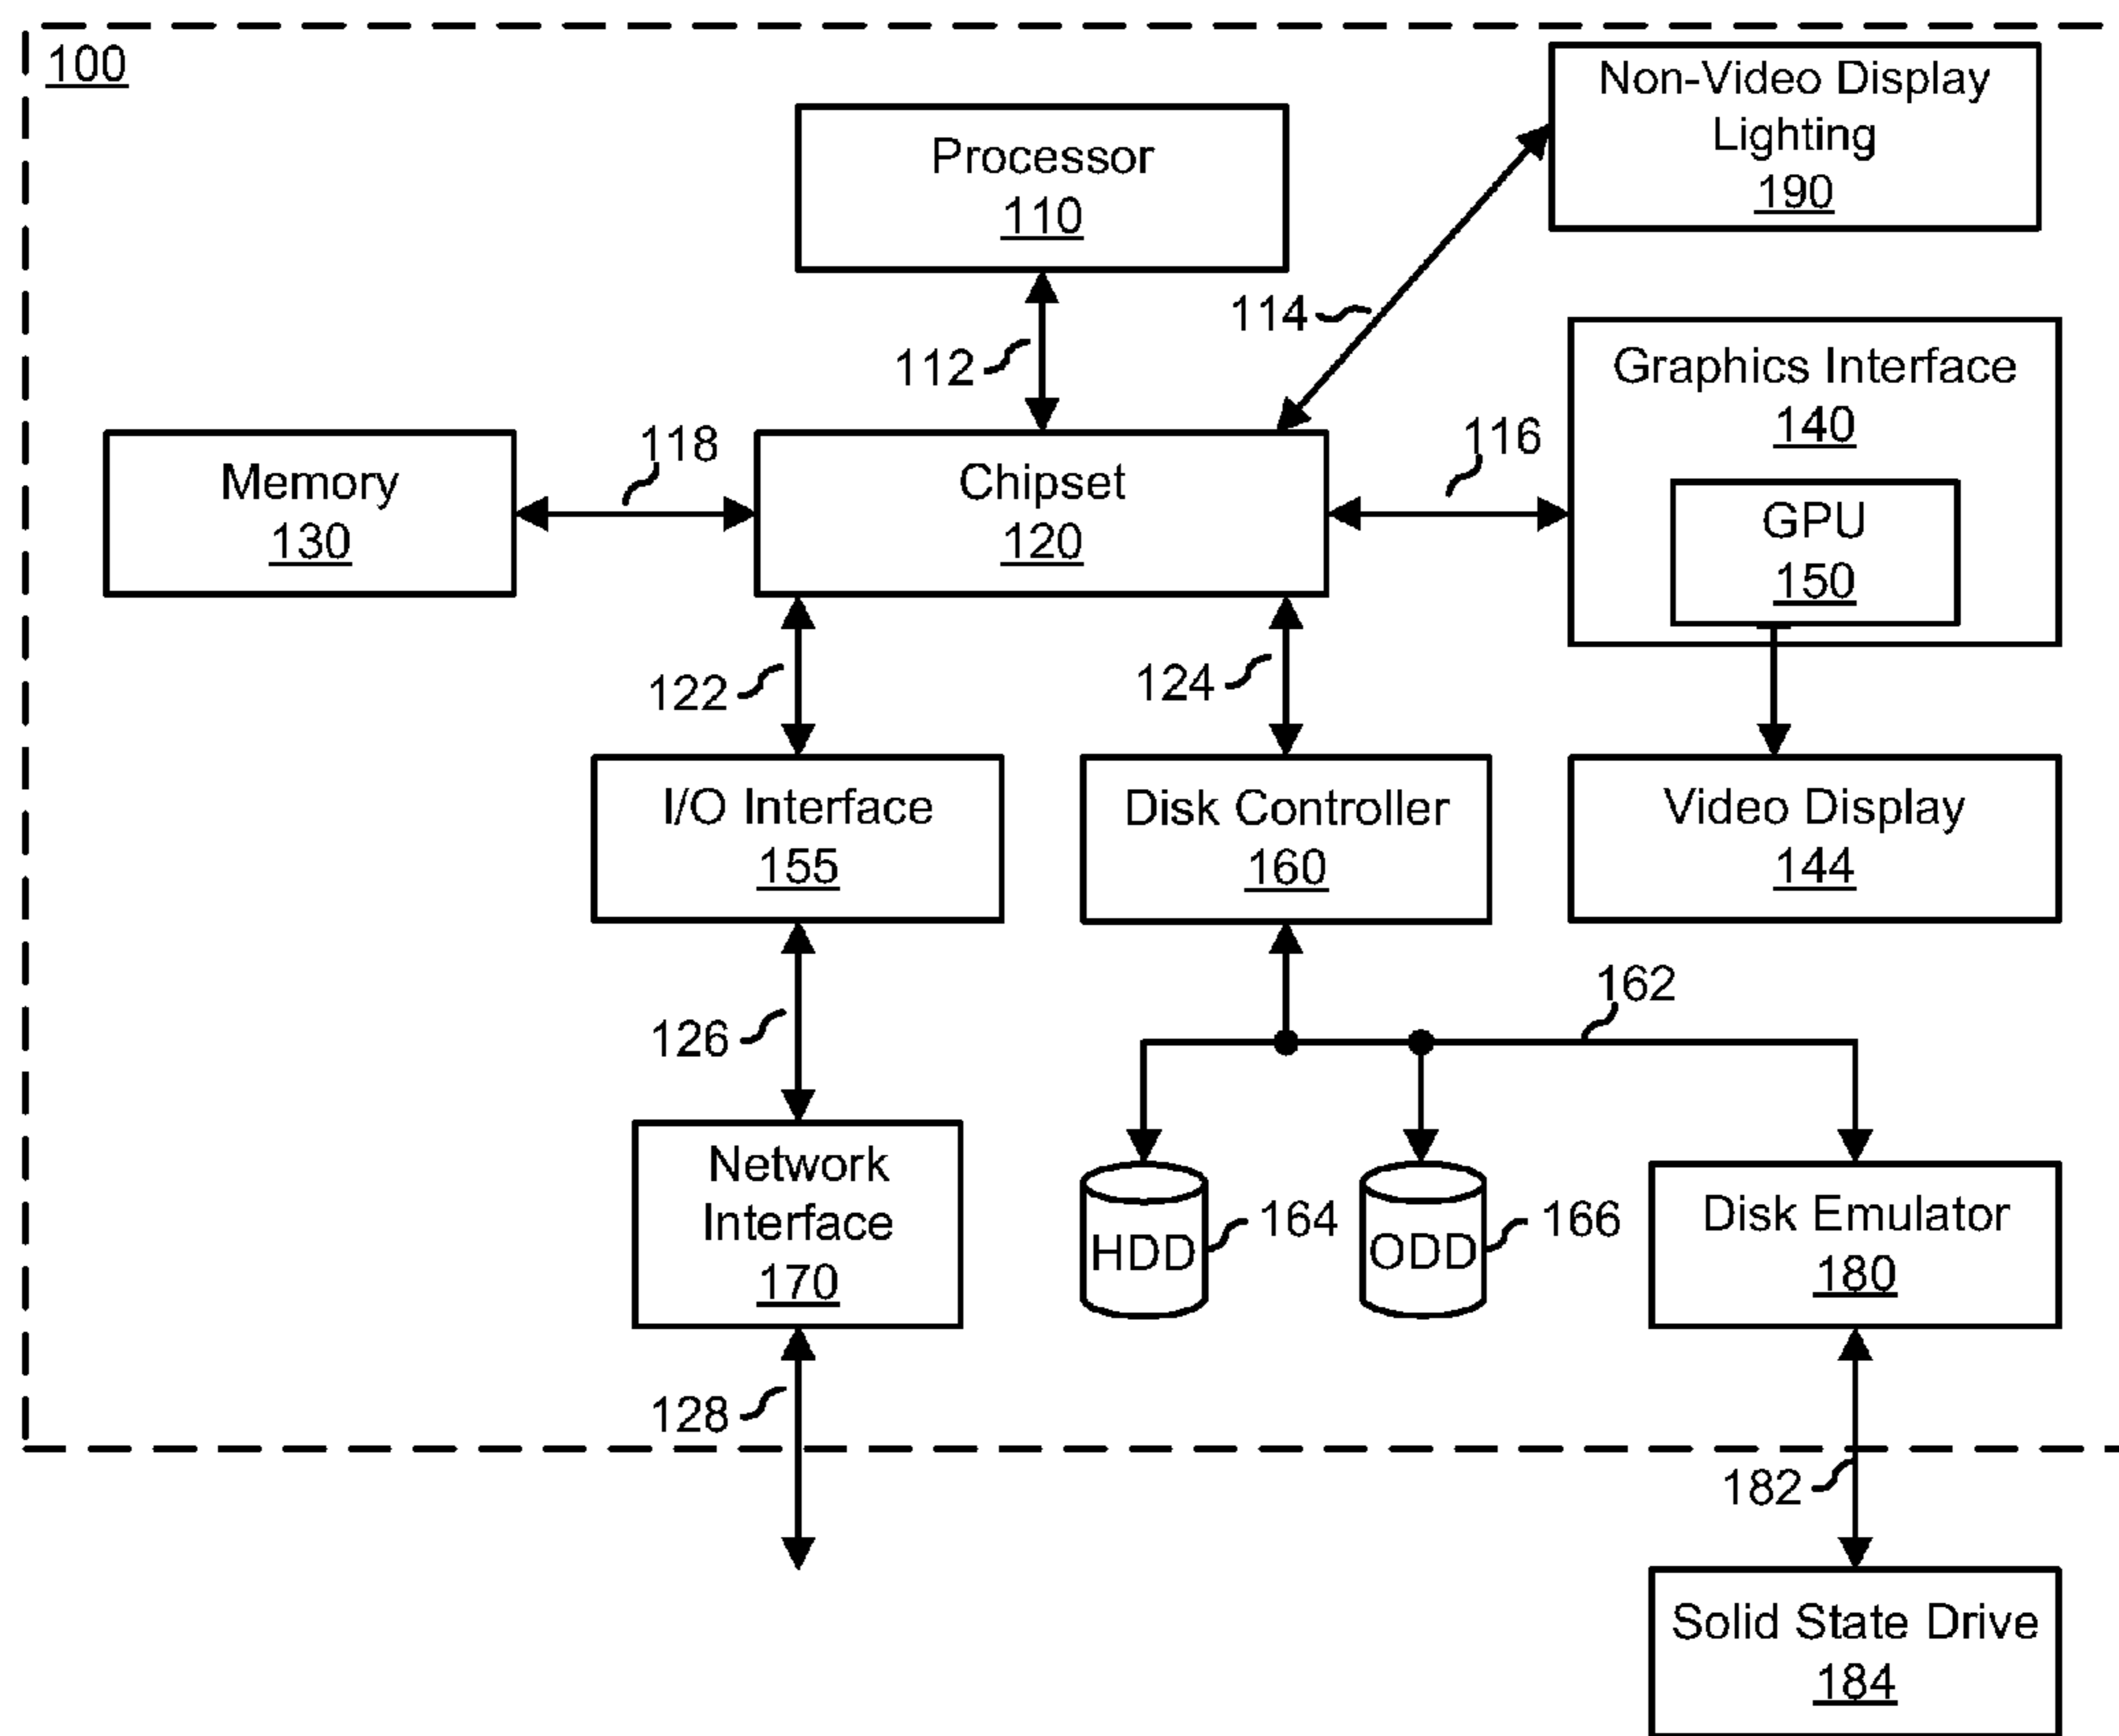 100
Non-Video Display
Lighting
190
Processor
110
114
112
Graphics Interface
140
118
116
Memory
130
Chipset
120
GPU
150
122
124
I/O Interface
155
Disk Controller
160
Video Display
144
162
126
Network
Interface
170
HDD
164
ODD
166
Disk Emulator
180
128
182
Solid State Drive
184